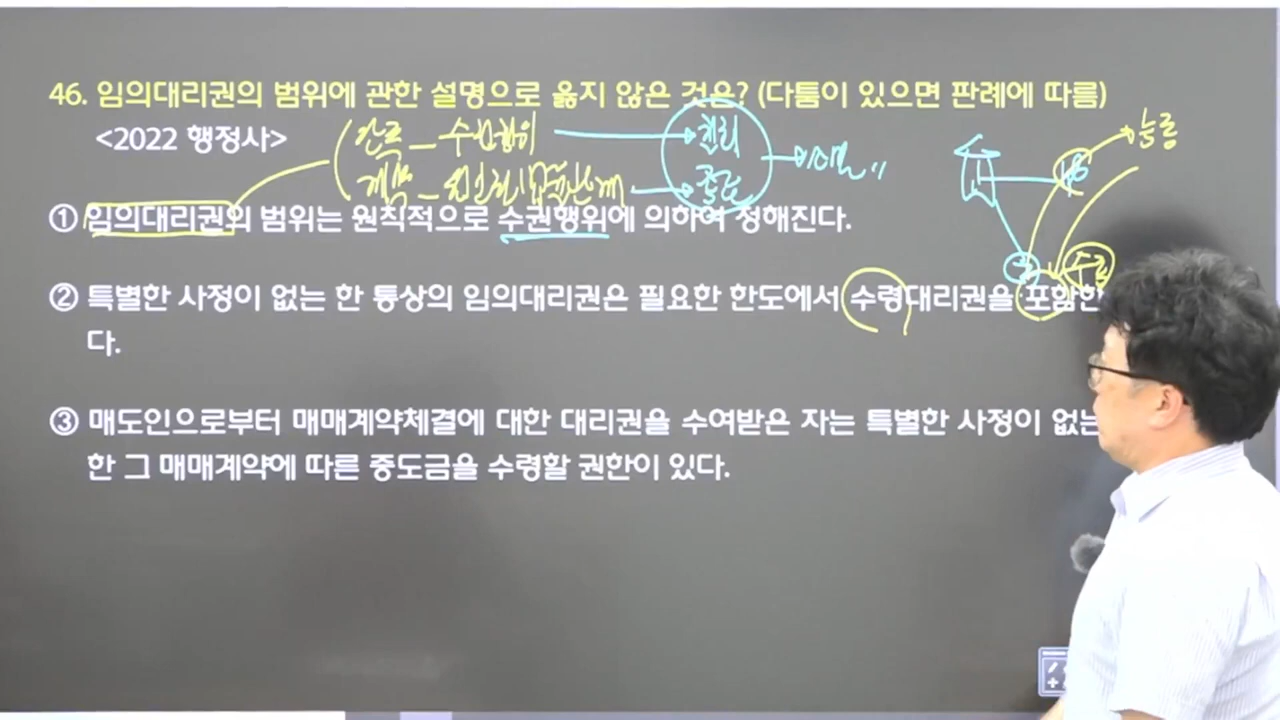 46. 임의대리권의 범위에 관한 설명으로 옳지 않은 것은? (다툼이 있으면 판례에 따름)
<2022 행정사>
수권행위
① 임의대리권의 범위는 원칙적으로 수권행위에 의하여 정해진다.
② 특별한 사정이 없는 한 통상의 임의대리권은 필요한 한도에서 수령대리권을 포함한
다.
③ 매도인으로부터 매매계약체결에 대한 대리권을 수여받은 자는 특별한 사정이 없는
한 그 매매계약에 따른 중도금을 수령할 권한이 있다.